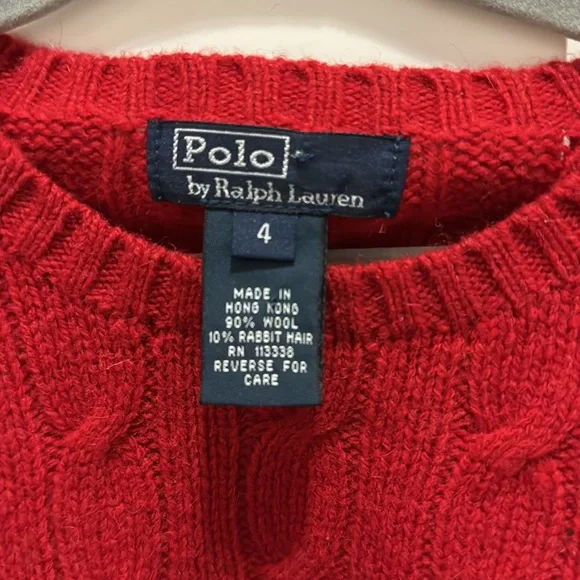 Polo
by Ralph Lauren
4
MADE IN
HONG KONG
90% WOOL
10% RABBIT HAIR
RN 113338
REVERSE FOR
CARE